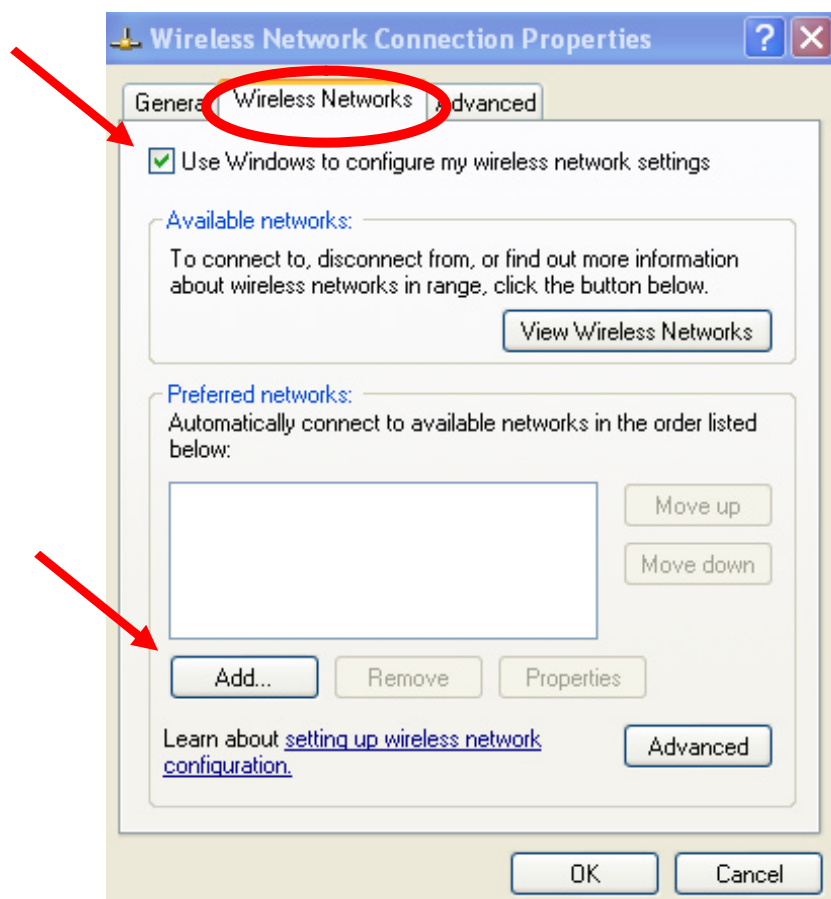 Wireless Network Connection Properties
General Wireless Networks Advanced
Use Windows to configure my wireless network settings
Available networks:
To connect to, disconnect from, or find out more information
about wireless networks in range, click the button below.
View Wireless Networks
Preferred networks:
Automatically connect to available networks in the order listed
below:
Move up
Move down
Add...
Remove
Properties
Learn about setting up wireless network
configuration.
Advanced
OK
Cancel